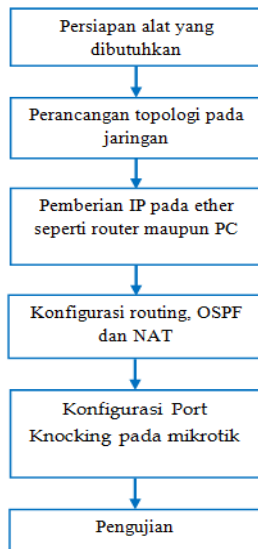 Persiapan alat yang
dibutuhkan
Perancangan topologi pada
jaringan
Pemberian IP pada ether
seperti router maupun PC
Konfigurasi routing, OSPF
dan NAT
Konfigurasi Port
Knocking pada mikrotik
Pengujian